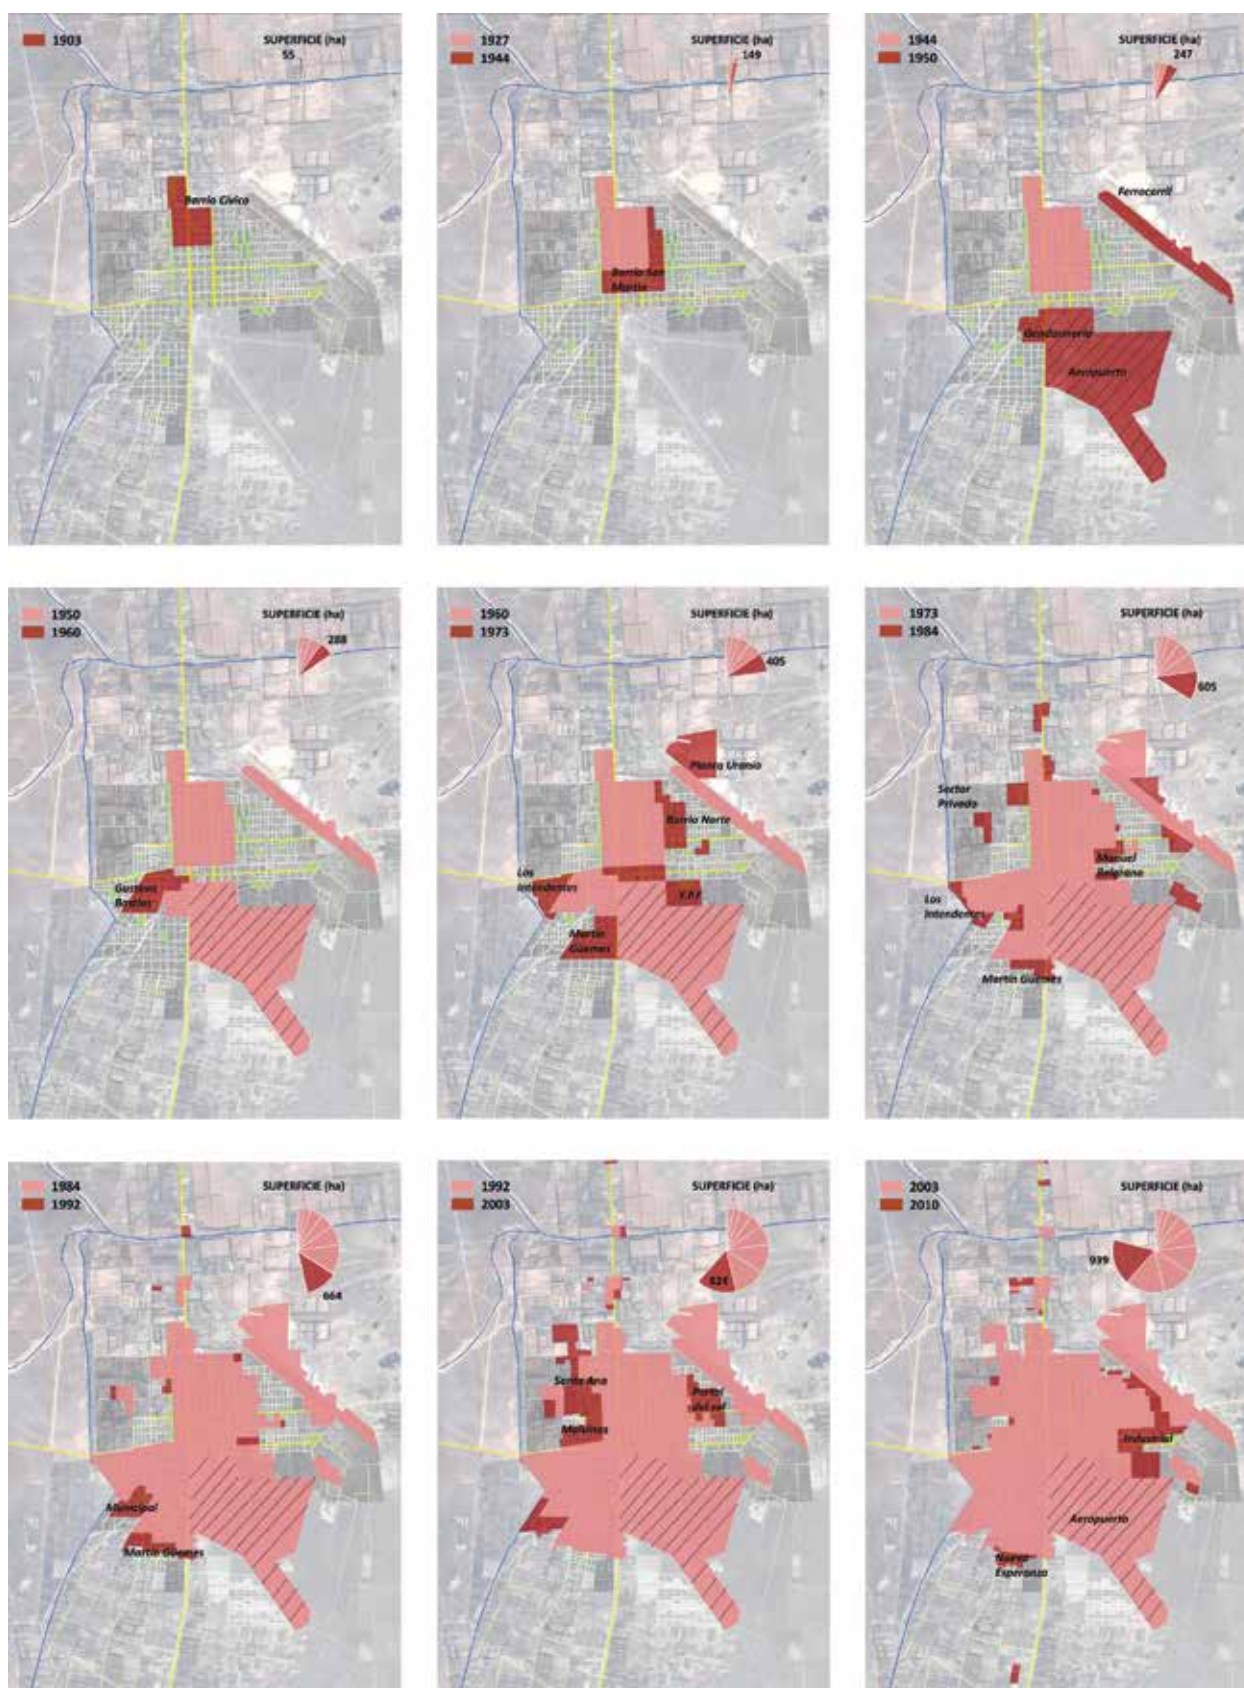 1903
SUPERFICIE (ha)
55
Barrio Cívico
1927
1944
SUPERFICIE (ha)
149
Barrio San
Martín
1944
1950
SUPERFICIE (ha)
247
Ferrocarril
Gendarmería
Aeropuerto
1950
1960
SUPERFICIE (ha)
288
Gustavo
Bastías
1960
1973
SUPERFICIE (ha)
405
Planta Uranio
Barrio Norte
Los
Intendentes
Y.P.F
Martín
Güemes
1973
1984
SUPERFICIE (ha)
605
Sector
Privado
Manuel
Belgrano
Los
Intendentes
Martín Güemes
1984
1992
SUPERFICIE (ha)
664
Municipal
Martín Güemes
1992
2003
SUPERFICIE (ha)
824
Santa Ana
Portal
del sol
Malvinas
2003
2010
SUPERFICIE (ha)
939
Industrial
Aeropuerto
Nueva
Esperanza